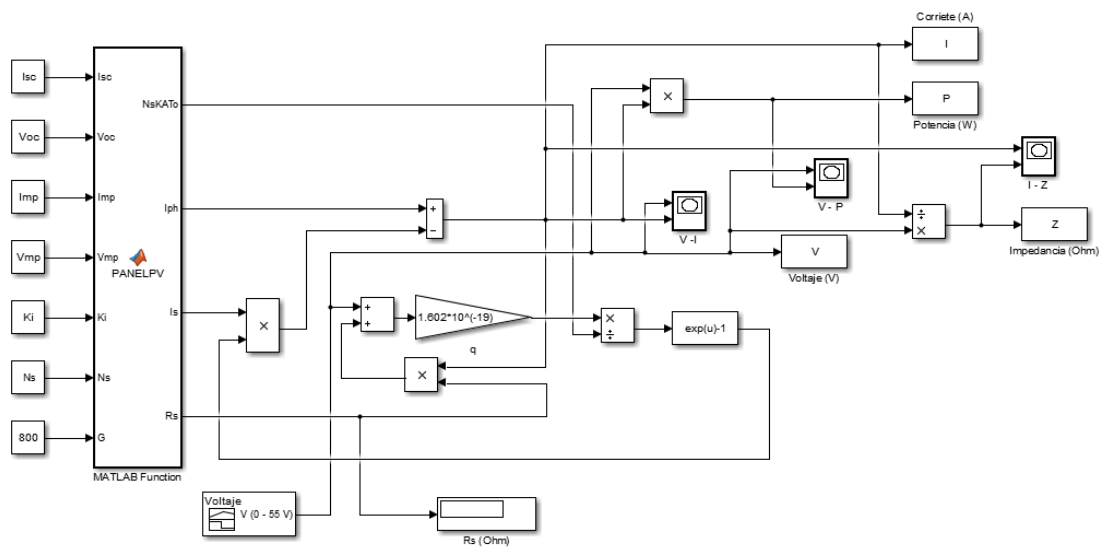 Corriete (A)
I
Isc
Isc
NsKATo
×
P
Potencia (W)
Voc
Voc
I - Z
Imp
Imp
V - P
Iph
+
−
V -I
÷
×
Z
Impedancia (Ohm)
V
Voltaje (V)
Vmp
Vmp
PANELPV
Ki
Ki
Is
×
+
+
1.602*10^(-19)
q
×
÷
exp(u)-1
×
Ns
Ns
Rs
800
G
MATLAB Function
Voltaje
V (0 - 55 V)
Rs (Ohm)